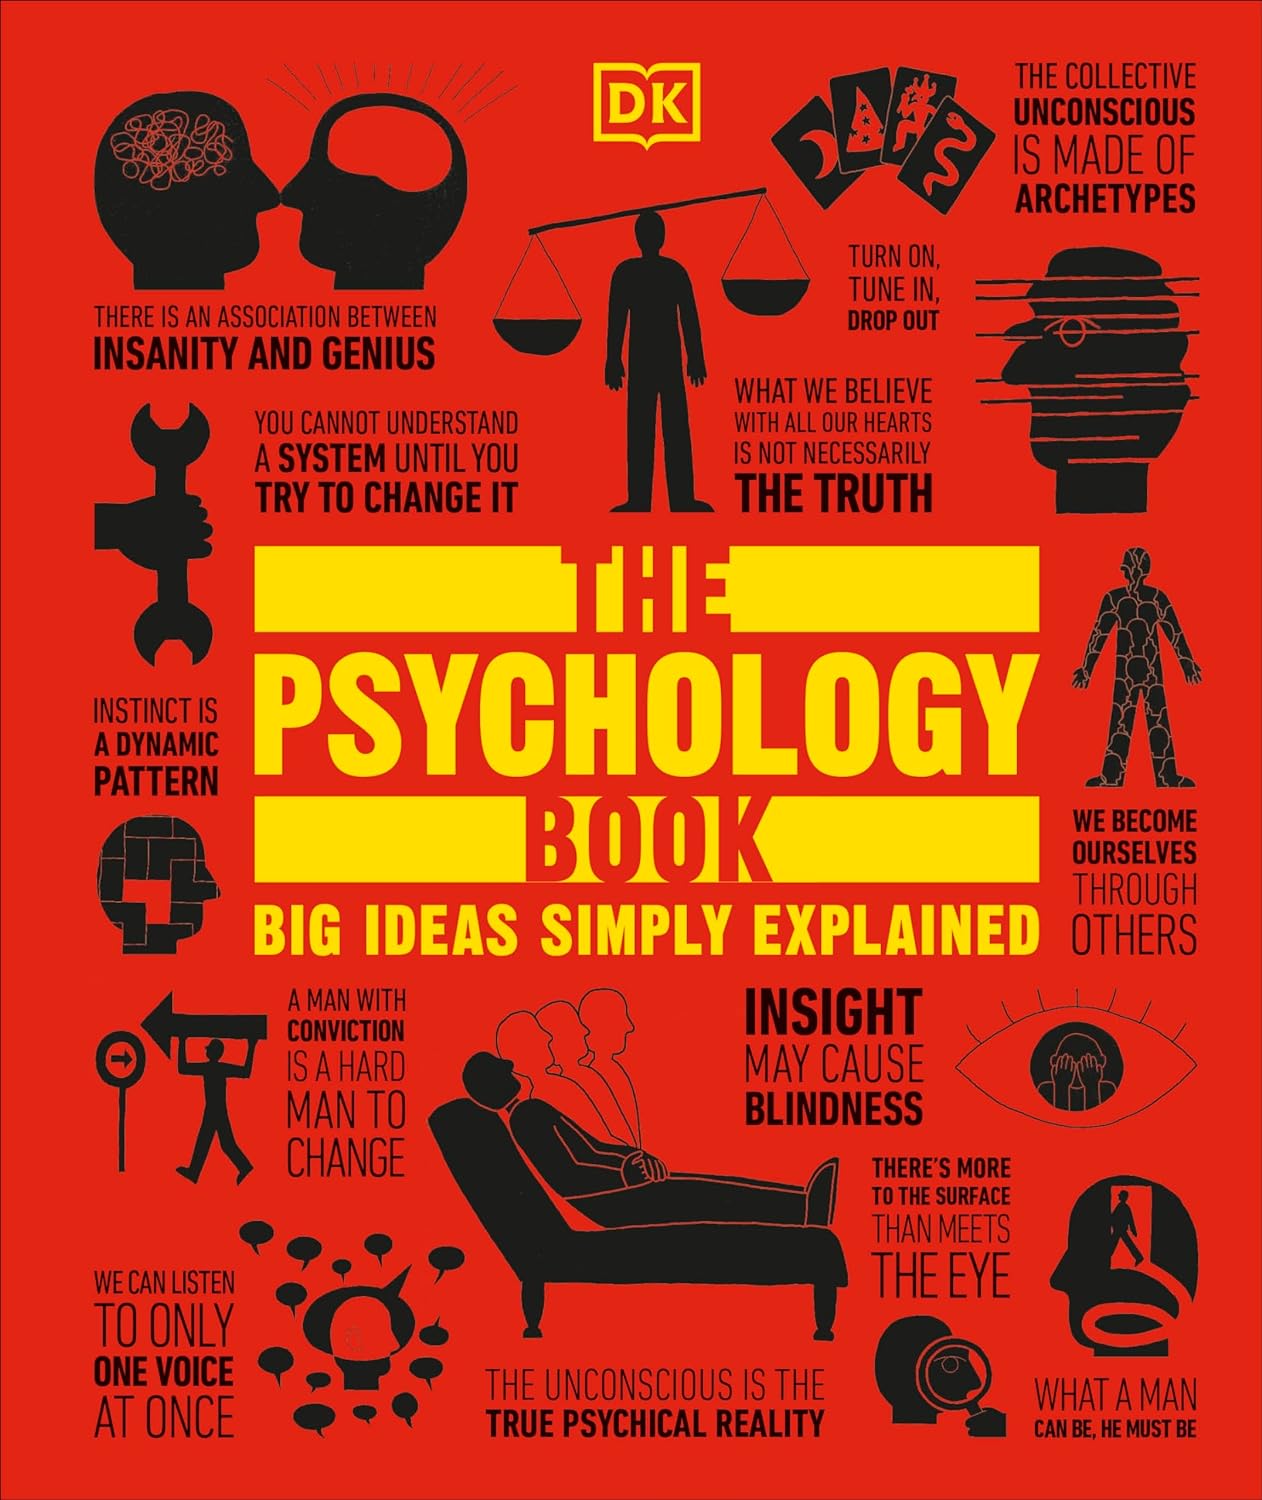 DK
THE COLLECTIVE
UNCONSCIOUS
IS MADE OF
ARCHETYPES
TURN ON,
TUNE IN,
DROP OUT
THERE IS AN ASSOCIATION BETWEEN
INSANITY AND GENIUS
YOU CANNOT UNDERSTAND
A SYSTEM UNTIL YOU
TRY TO CHANGE IT
WHAT WE BELIEVE
WITH ALL OUR HEARTS
IS NOT NECESSARILY
THE TRUTH
THE
PSYCHOLOGY
BOOK
BIG IDEAS SIMPLY EXPLAINED
INSTINCT IS
A DYNAMIC
PATTERN
WE BECOME
OURSELVES
THROUGH
OTHERS
A MAN WITH
CONVICTION
IS A HARD
MAN TO
CHANGE
INSIGHT
MAY CAUSE
BLINDNESS
THERE'S MORE
TO THE SURFACE
THAN MEETS
THE EYE
WE CAN LISTEN
TO ONLY
ONE VOICE
AT ONCE
THE UNCONSCIOUS IS THE
TRUE PSYCHICAL REALITY
WHAT A MAN
CAN BE, HE MUST BE